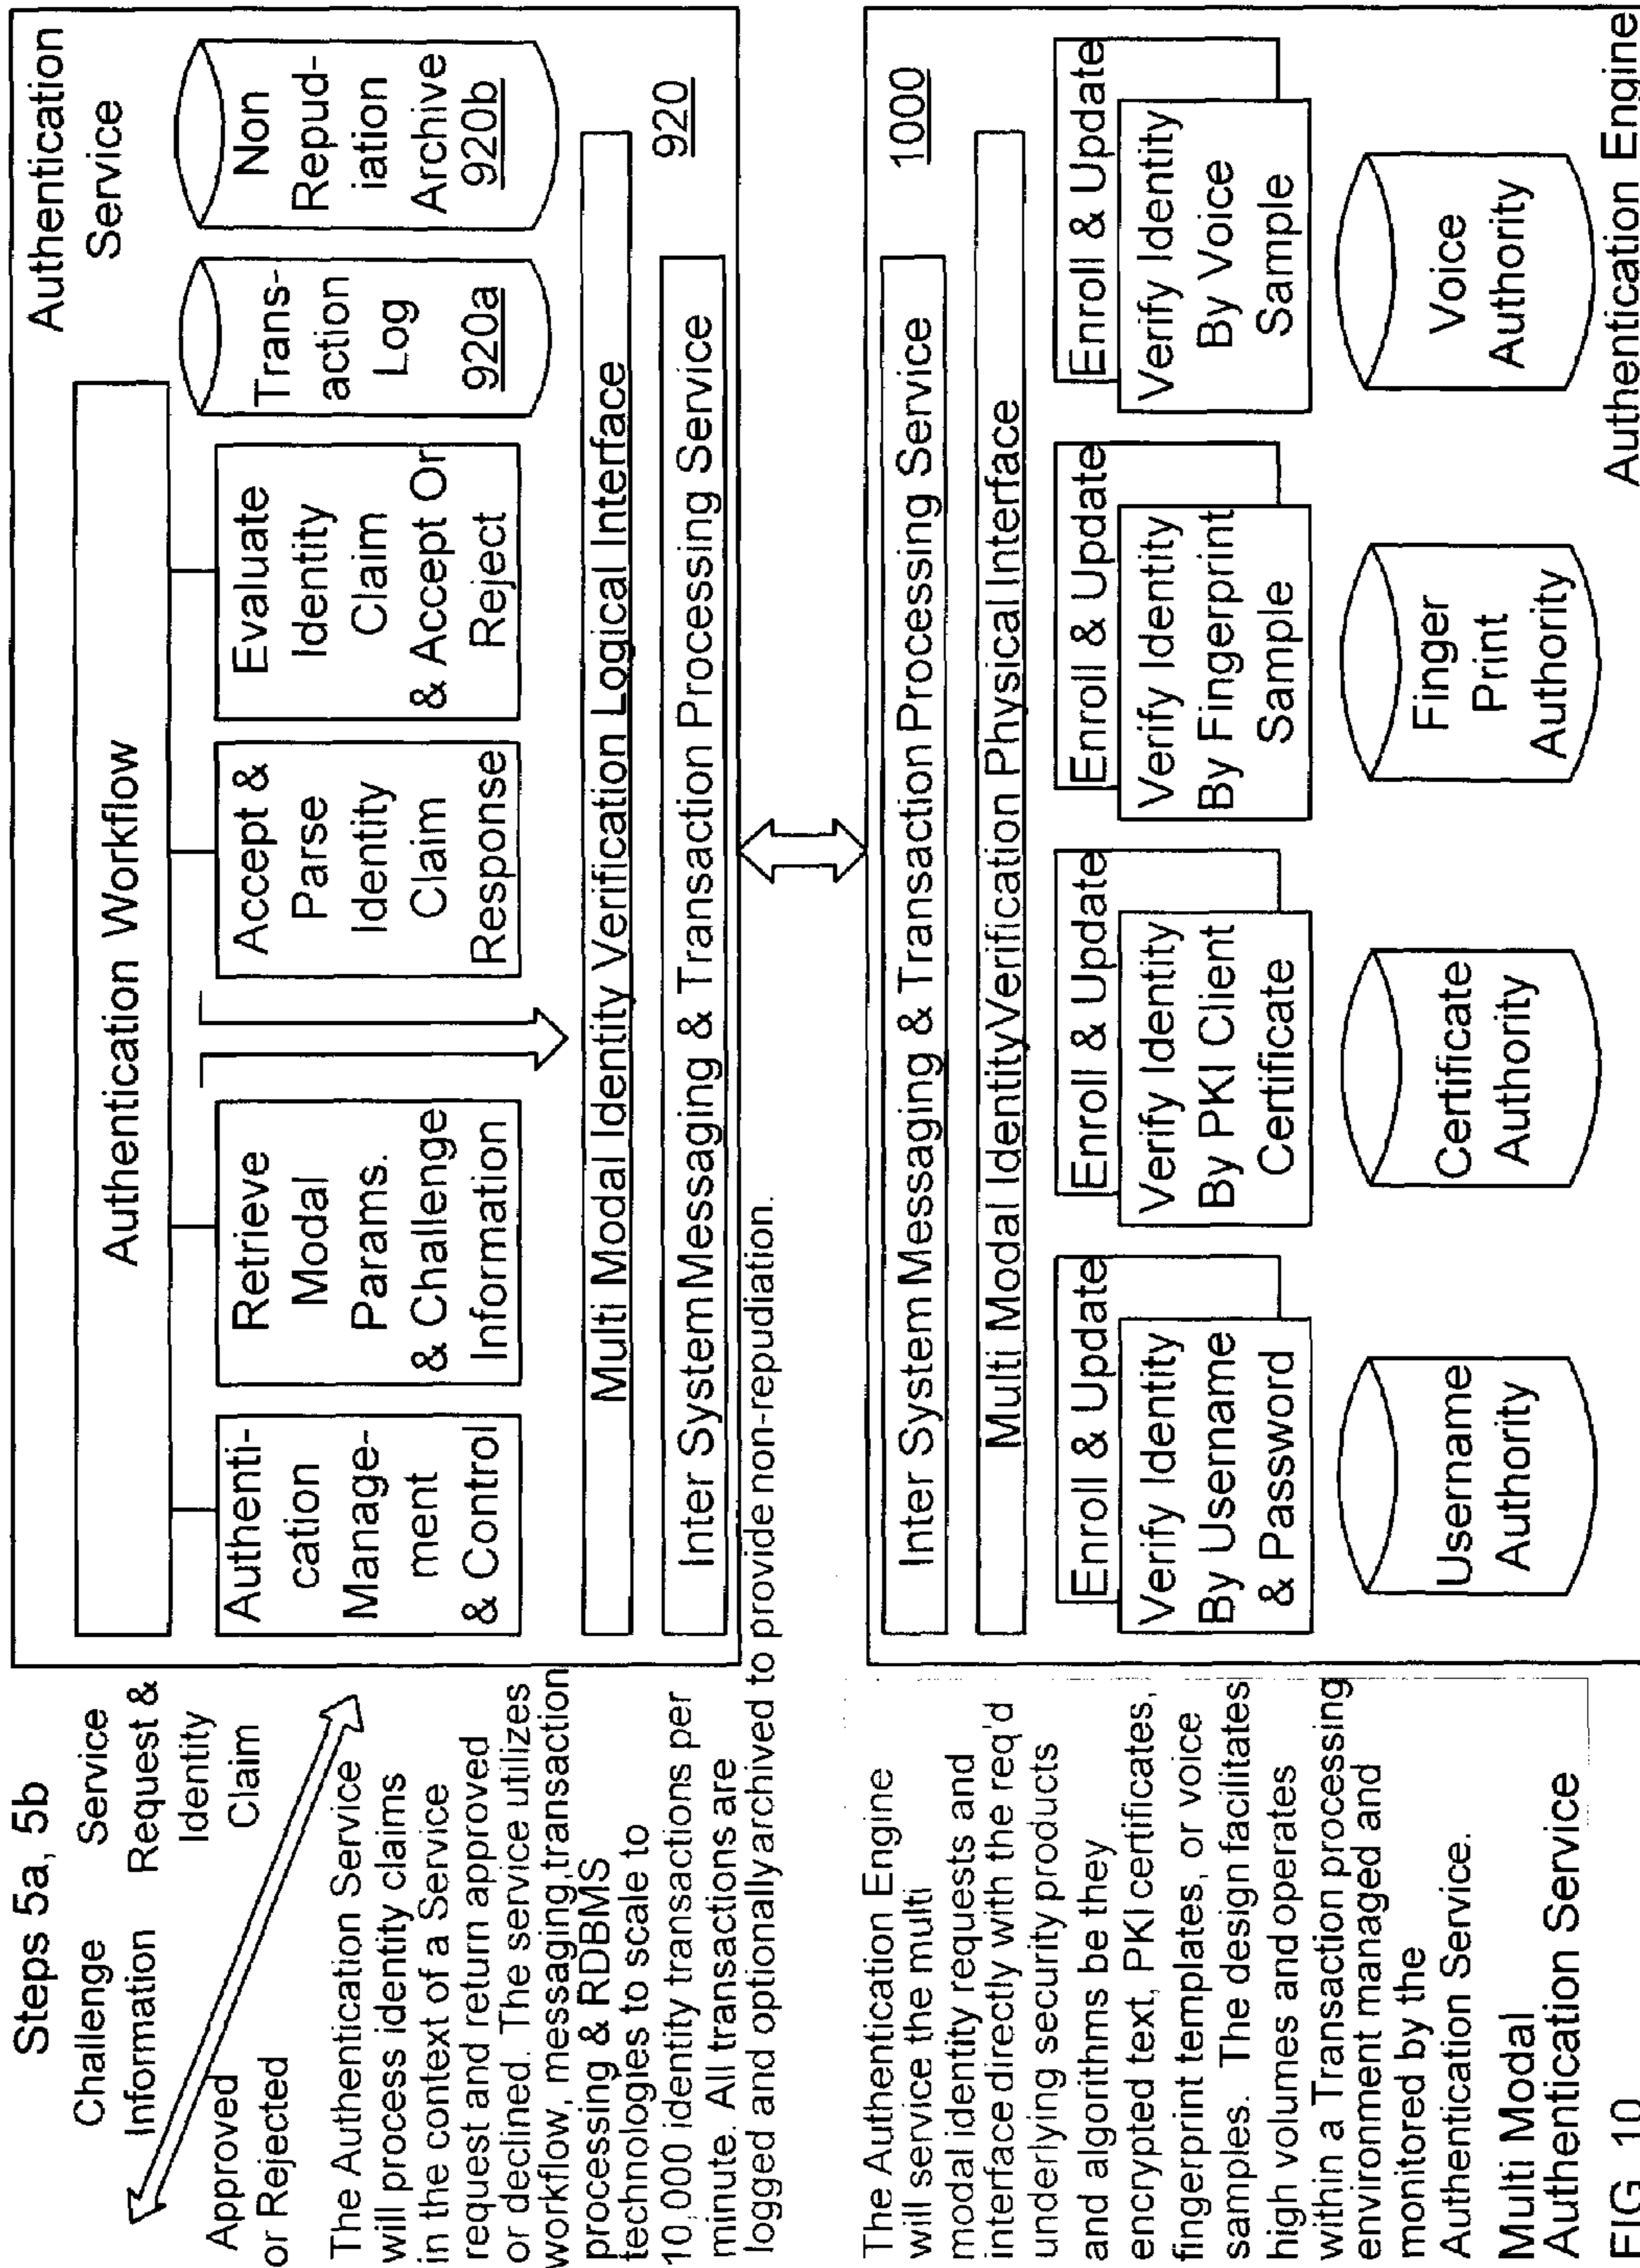 Steps 5a, 5b
Challenge
Information
Service
Request &
Identity
Claim
Approved
or Rejected
The Authentication Service
will process identity claims
in the context of a Service
request and return approved
or declined. The service utilizes
workflow, messaging, transaction
processing & RDBMS
technologies to scale to
10,000 identity transactions per
minute. All transactions are
logged and optionally archived to provide non-repudiation.
Authentication
Service
Authentication Workflow
Authenti-
cation
Manage-
ment
& Control
Retrieve
Modal
Params.
& Challenge
Information
Accept &
Parse
Identity
Claim
Response
Evaluate
Identity
Claim
& Accept Or
Reject
Trans-
action
Log
920a
Non
Repud-
iation
Archive
920b
Multi Modal Identity Verification Logical Interface
Inter System Messaging & Transaction Processing Service
920
The Authentication Engine
will service the multi
modal identity requests and
interface directly with the req'd
underlying security products
and algorithms be they
encrypted text, PKI certificates,
fingerprint templates, or voice
samples. The design facilitates
high volumes and operates
within a Transaction processing
environment managed and
monitored by the
Authentication Service.
1000
Inter System Messaging & Transaction Processing Service
Multi Modal Identity Verification Physical Interface
Enroll & Update
Verify Identity
By Username
& Password
Username
Authority
Enroll & Update
Verify Identity
By PKI Client
Certificate
Certificate
Authority
Enroll & Update
Verify Identity
By Fingerprint
Sample
Finger
Print
Authority
Enroll & Update
Verify Identity
By Voice
Sample
Voice
Authority
Authentication Engine
Multi Modal
Authentication Service
FIG. 10